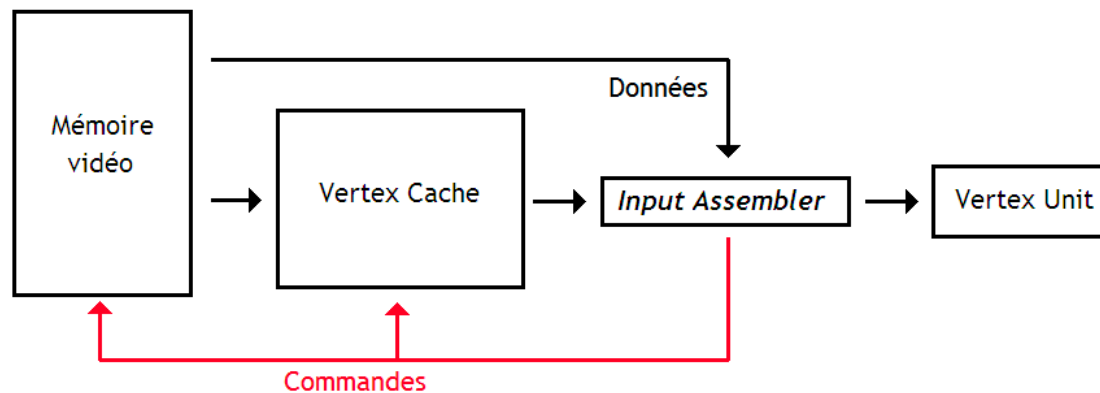 Données
Mémoire
vidéo
Vertex Cache
Input Assembler
Vertex Unit
Commandes